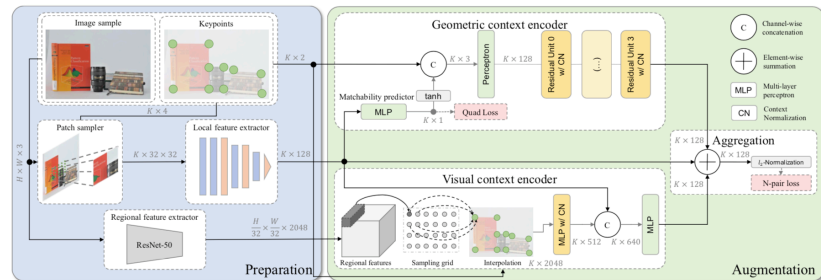 Image sample
Keypoints
K × 2
K × 4
H × W × 3
Patch sampler
Local feature extractor
K × 32 × 32
K × 128
Regional feature extractor
ResNet-50
H/32 × W/32 × 2048
Preparation
Geometric context encoder
C
K × 3
Perceptron
K × 128
Residual Unit 0
w/ CN
(...)
Residual Unit 3
w/ CN
Matchability predictor
tanh
MLP
K × 1
Quad Loss
Visual context encoder
Regional features
Sampling grid
Interpolation
K × 2048
MLP w/ CN
K × 512
C
K × 640
MLP
K × 128
K × 128
K × 128
Aggregation
K × 128
l2-Normalization
N-pair loss
Augmentation
C
Channel-wise
concatenation
Element-wise
summation
MLP
Multi-layer
perceptron
CN
Context
Normalization